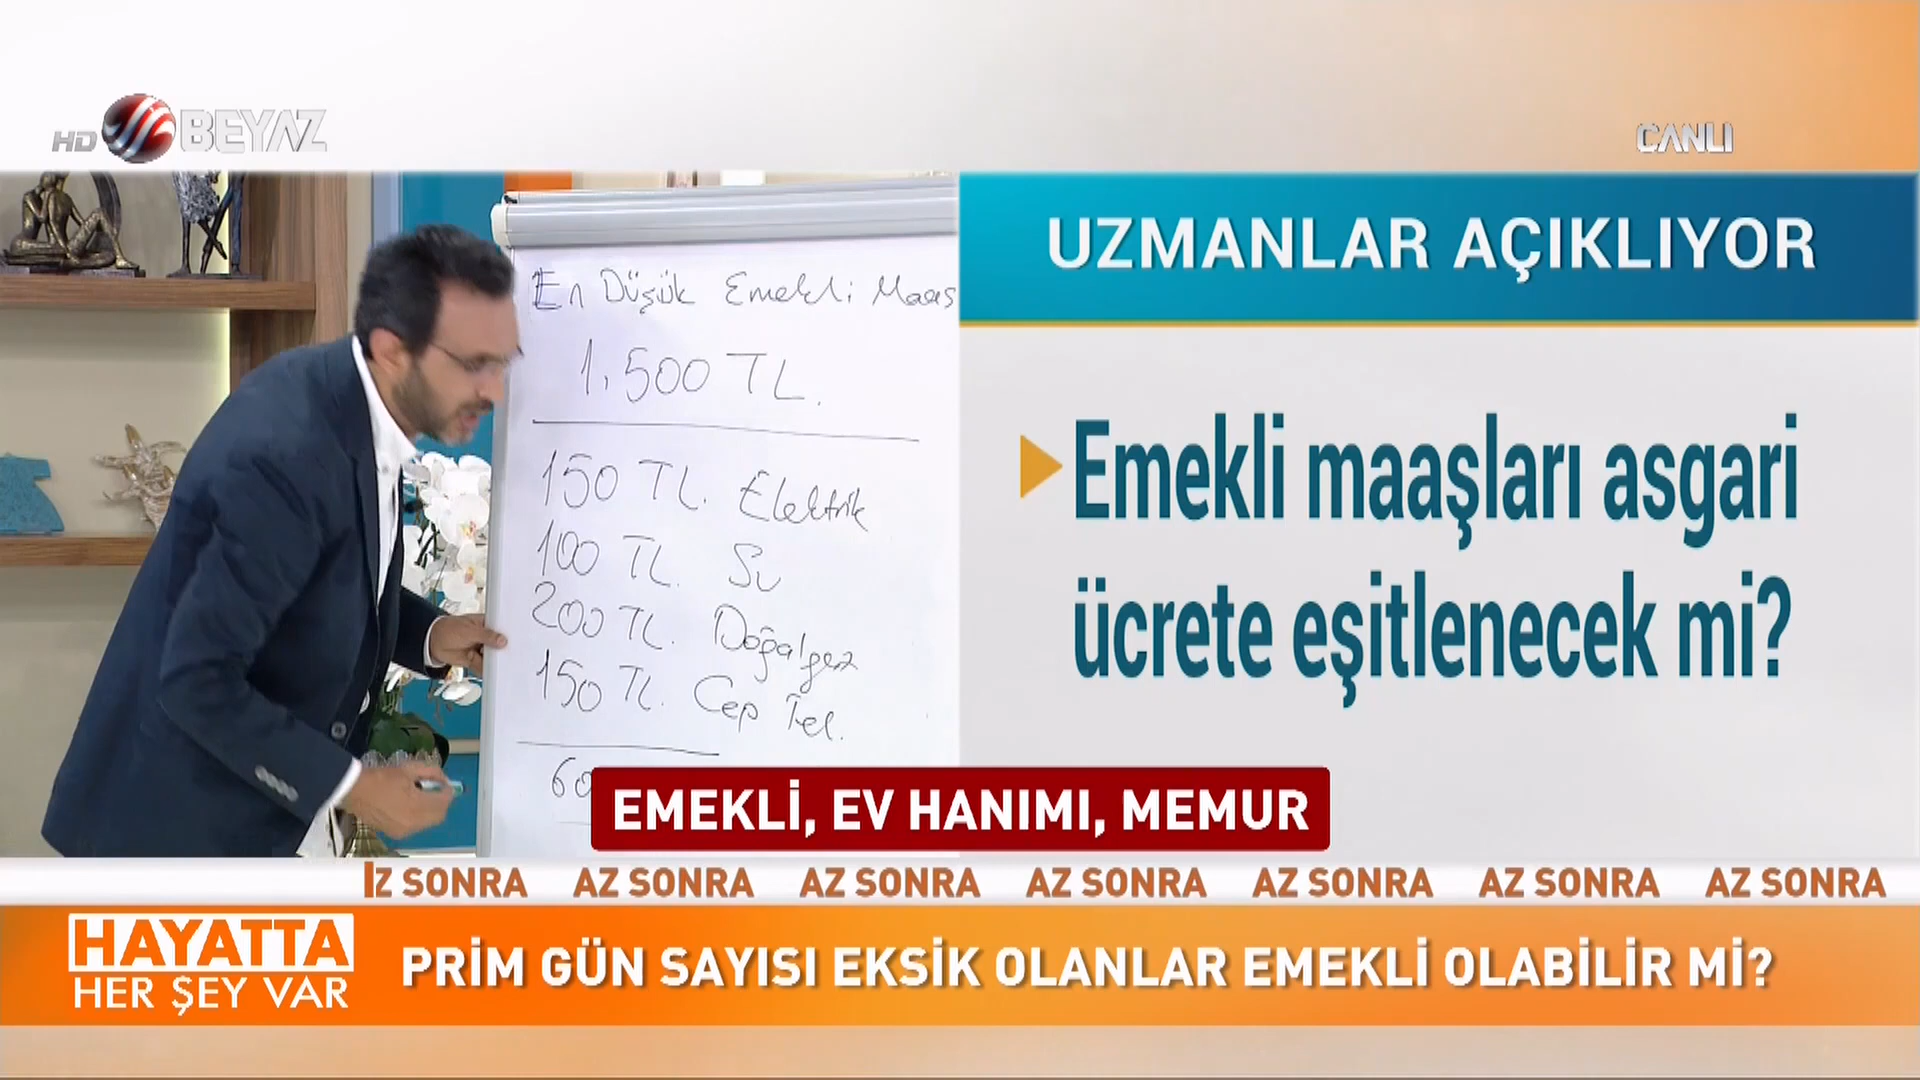 HD BEYAZ
CANLI
En Düşük Emekli Maaş
1.500 TL.
150 TL. Elektrik
100 TL. Su
200 TL. Doğalgaz
150 TL. Cep Tel.
60
UZMANLAR AÇIKLIYOR
Emekli maaşları asgari
ücrete eşitlenecek mi?
EMEKLİ, EV HANIMI, MEMUR
Z SONRA AZ SONRA AZ SONRA AZ SONRA AZ SONRA AZ SONRA AZ SONRA
HAYATTA
HER ŞEY VAR
PRİM GÜN SAYISI EKSİK OLANLAR EMEKLİ OLABİLİR Mİ?